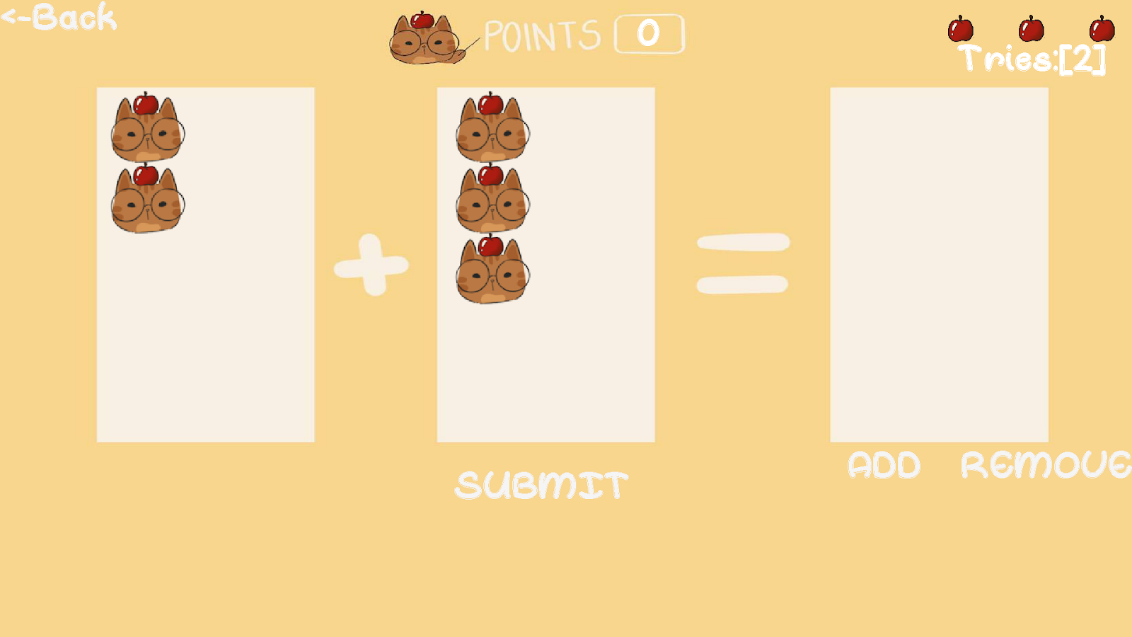 <-Back
POINTS 0
Tries:[2]
ADD REMOVE
SUBMIT